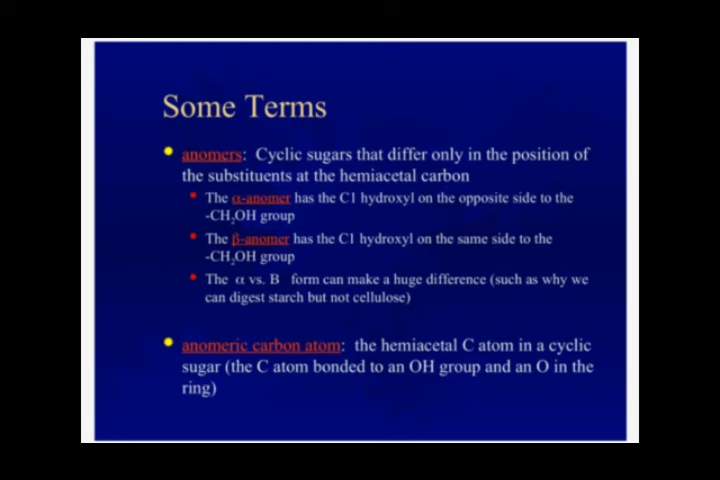 Some Terms
anomers: Cyclic sugars that differ only in the position of
the substituents at the hemiacetal carbon
The α-anomer has the C1 hydroxyl on the opposite side to the
-CH₂OH group
The β-anomer has the C1 hydroxyl on the same side to the
-CH₂OH group
The α vs. B form can make a huge difference (such as why we
can digest starch but not cellulose)
anomeric carbon atom: the hemiacetal C atom in a cyclic
sugar (the C atom bonded to an OH group and an O in the
ring)